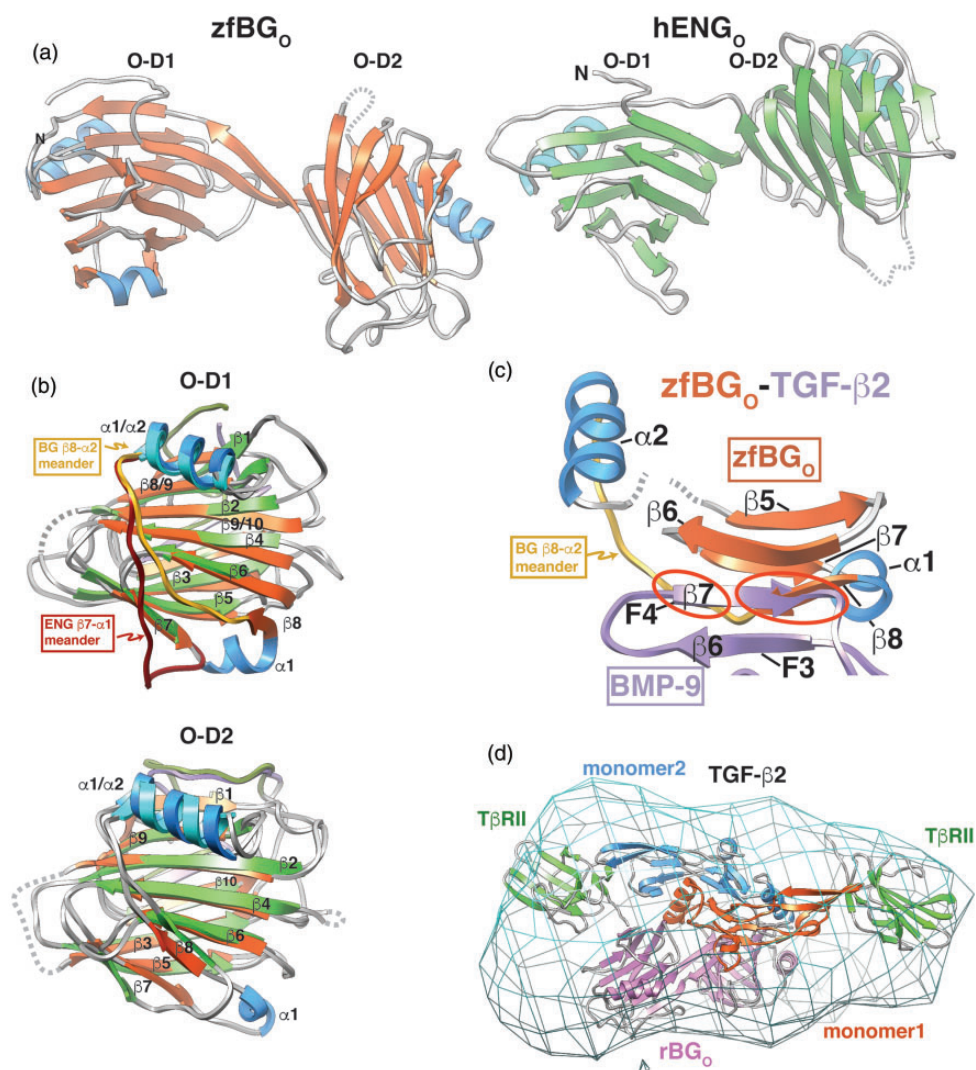 (a)
zfBGO
hENGO
O-D1
O-D2
N
N
O-D1
O-D2
(b)
O-D1
α1/α2
BG β8-α2
meander
β1
β8/9
β2
β9/10
β4
β3
β6
β5
β7
β8
ENG β7-α1
meander
α1
O-D2
α1/α2
β1
β9
β2
β10
β4
β6
β3
β8
β5
β7
α1
(c)
zfBGO-TGF-β2
α2
zfBGO
β5
β6
β7
BG β8-α2
meander
α1
β7
F4
β8
β6
F3
BMP-9
(d)
monomer2
TGF-β2
TβRII
TβRII
monomer1
rBGO